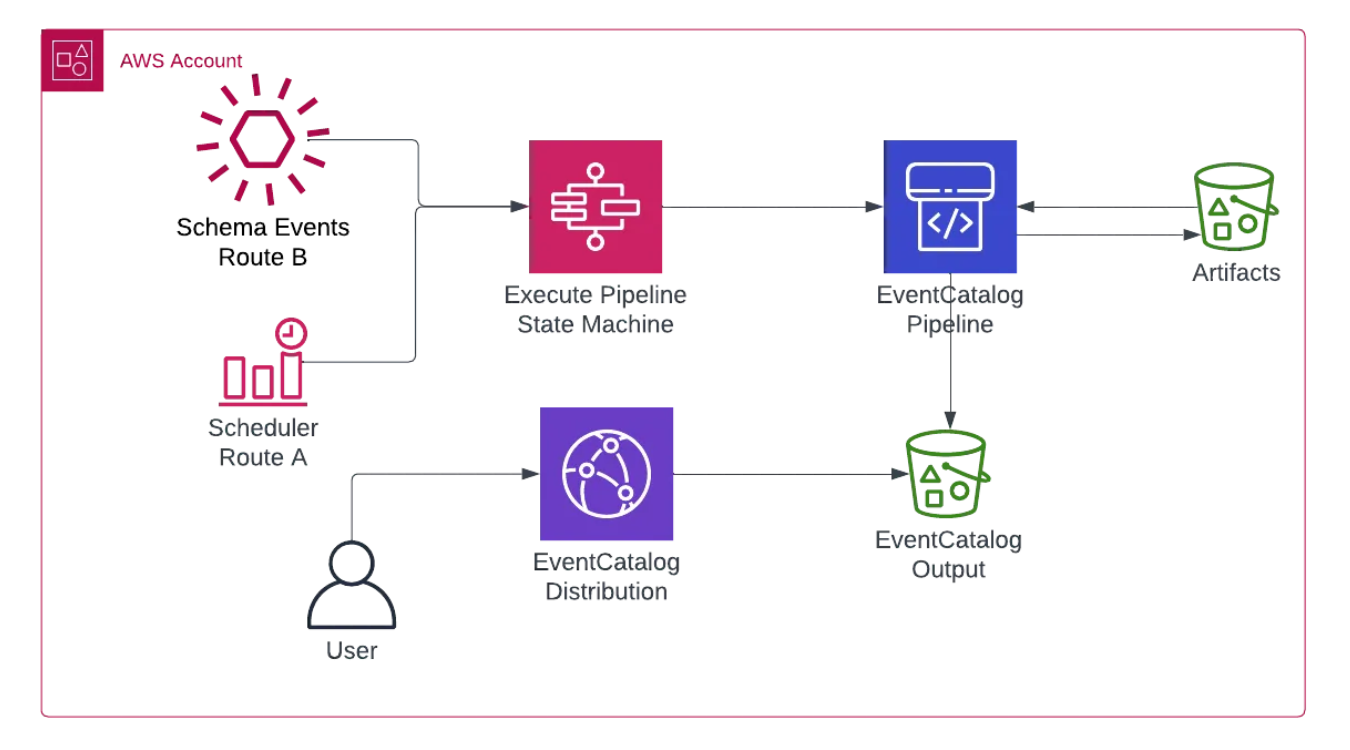 AWS Account
Schema Events
Route B
Execute Pipeline
State Machine
EventCatalog
Pipeline
</>
Artifacts
Scheduler
Route A
EventCatalog
Distribution
EventCatalog
Output
User